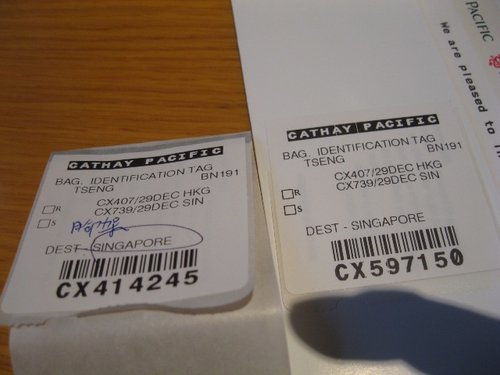 CATHAY PACIFIC
BAG. IDENTIFICATION TAG
TSENG BN191
CX407/29DEC HKG
R
CX739/29DEC SIN
S
DEST - SINGAPORE
CX414245
PACIFIC
We are pleased to
CATHAY PACIFIC
BAG. IDENTIFICATION TAG
TSENG BN191
CX407/29DEC HKG
R
CX739/29DEC SIN
S
DEST - SINGAPORE
CX597150